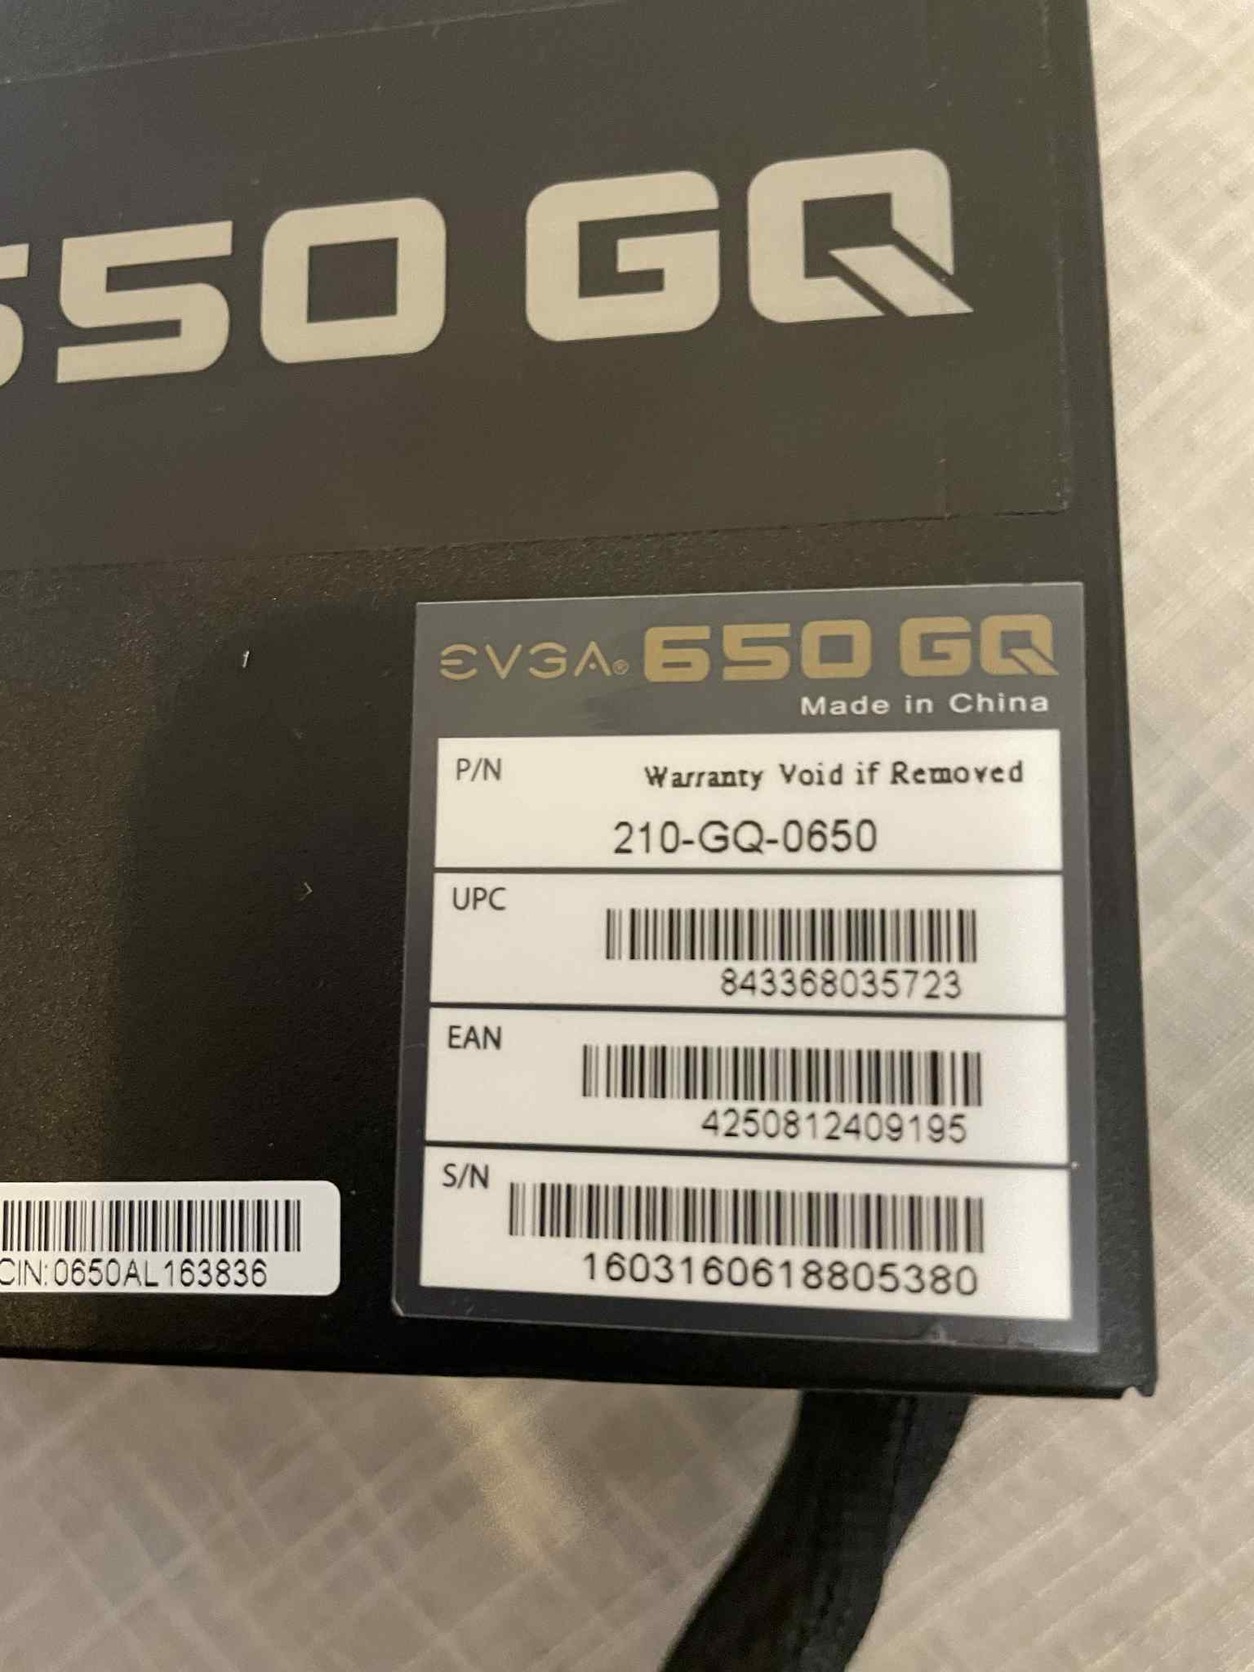 650 GQ
EVGA® 650 GQ
Made in China
P/N
Warranty Void if Removed
210-GQ-0650
UPC
843368035723
EAN
4250812409195
S/N
1603160618805380
CIN:0650AL163836